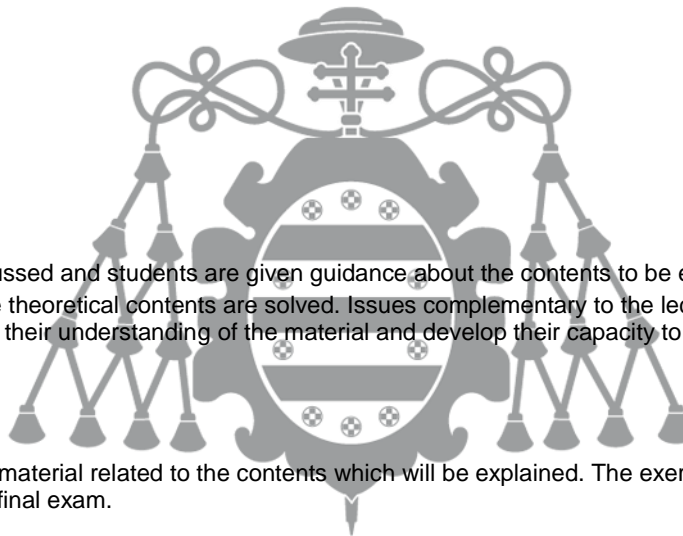 ussed and students are given guidance about the contents to be e
theoretical contents are solved. Issues complementary to the lec
their understanding of the material and develop their capacity to
material related to the contents which will be explained. The exer
final exam.